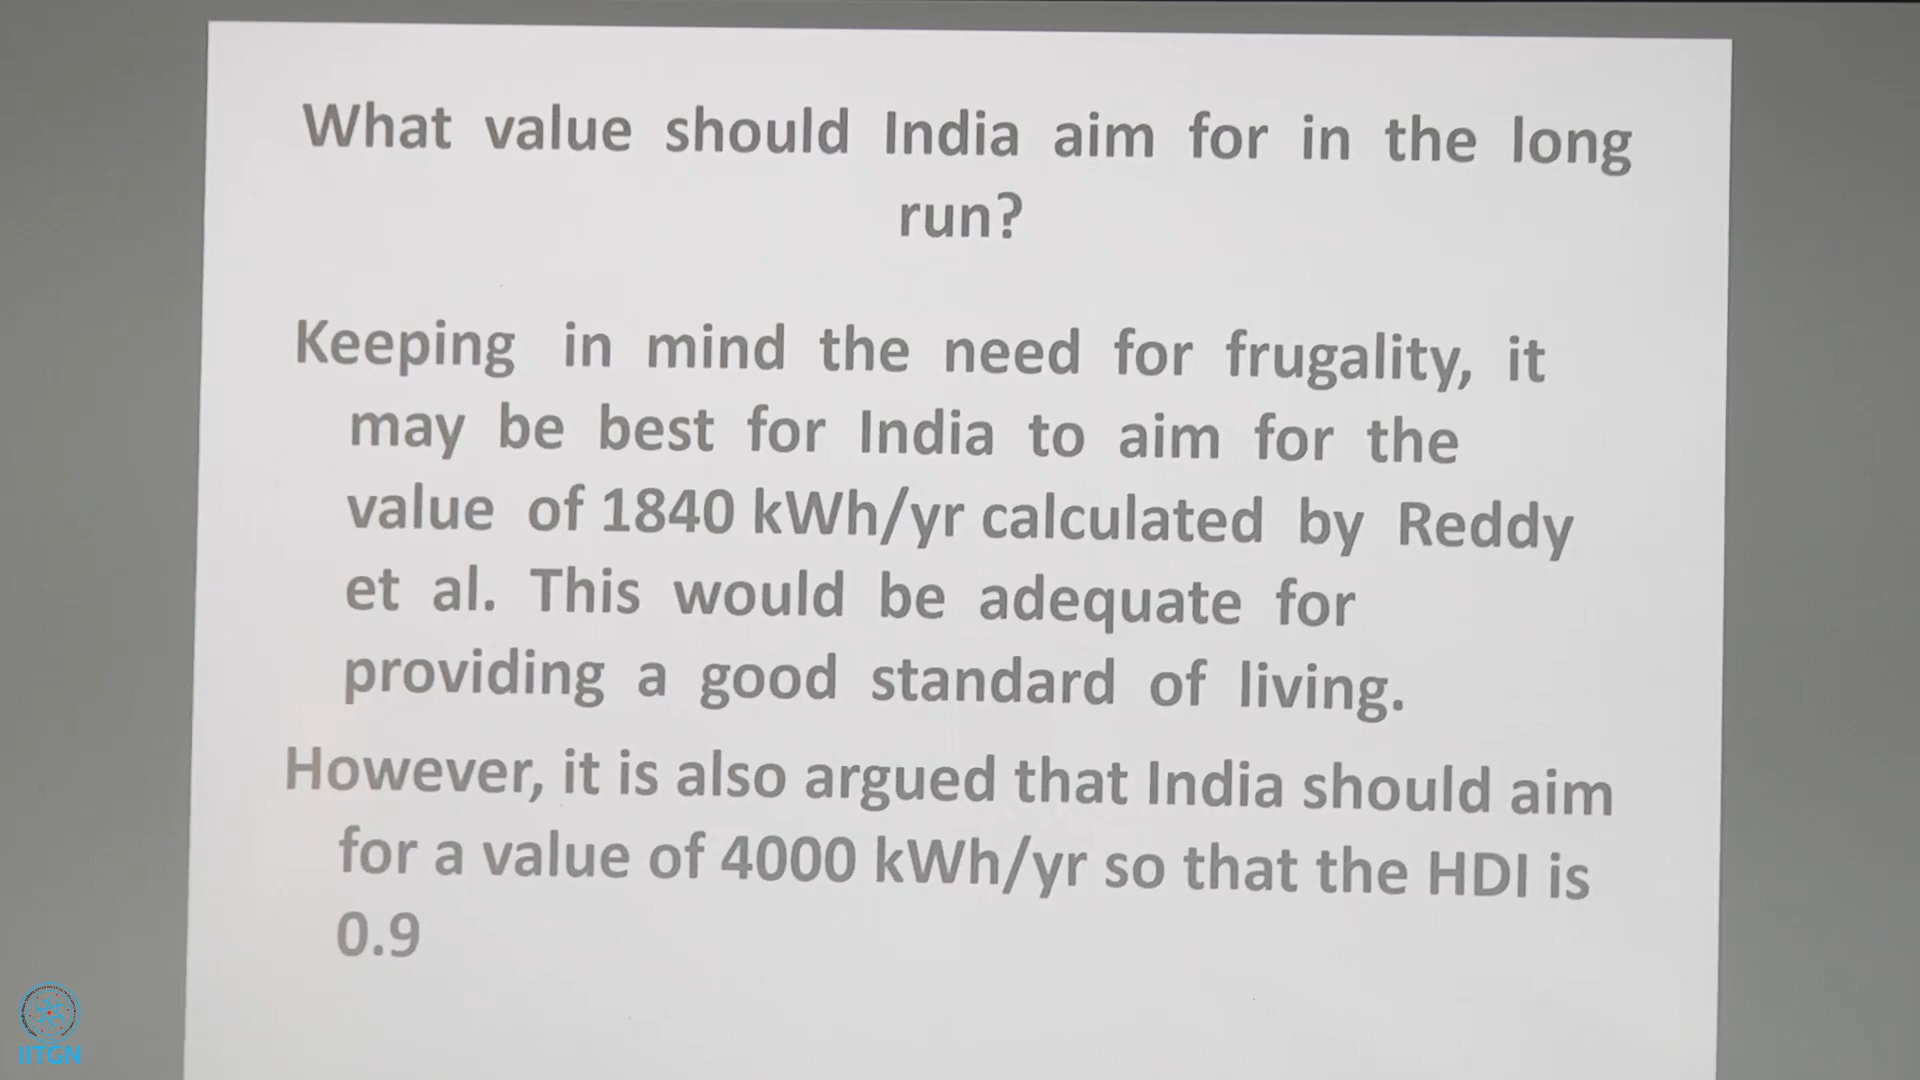 What value should India aim for in the long
run?
Keeping in mind the need for frugality, it
may be best for India to aim for the
value of 1840 kWh/yr calculated by Reddy
et al. This would be adequate for
providing a good standard of living.
However, it is also argued that India should aim
for a value of 4000 kWh/yr so that the HDI is
0.9
IITGN